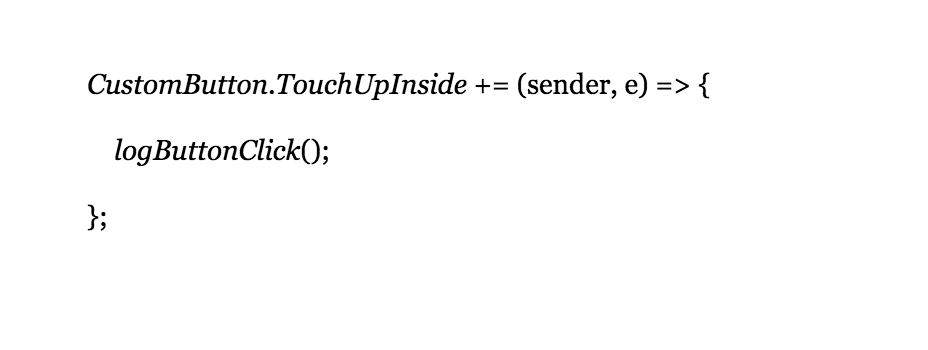 CustomButton.TouchUpInside += (sender, e) => {
logButtonClick();
};